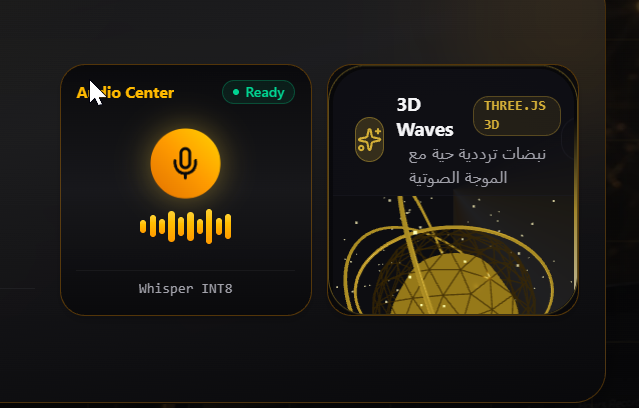 Audio Center
Ready
Whisper INT8
3D
Waves
THREE.JS
3D
نبضات ترددية حية مع
الموجة الصوتية